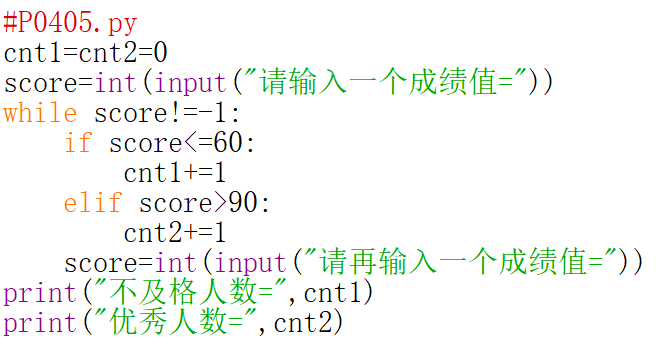 #P0405.py
cnt1=cnt2=0
score=int(input("请输入一个成绩值="))
while score!=-1:
    if score<=60:
        cnt1+=1
    elif score>90:
        cnt2+=1
    score=int(input("请再输入一个成绩值="))
print("不及格人数=",cnt1)
print("优秀人数=",cnt2)